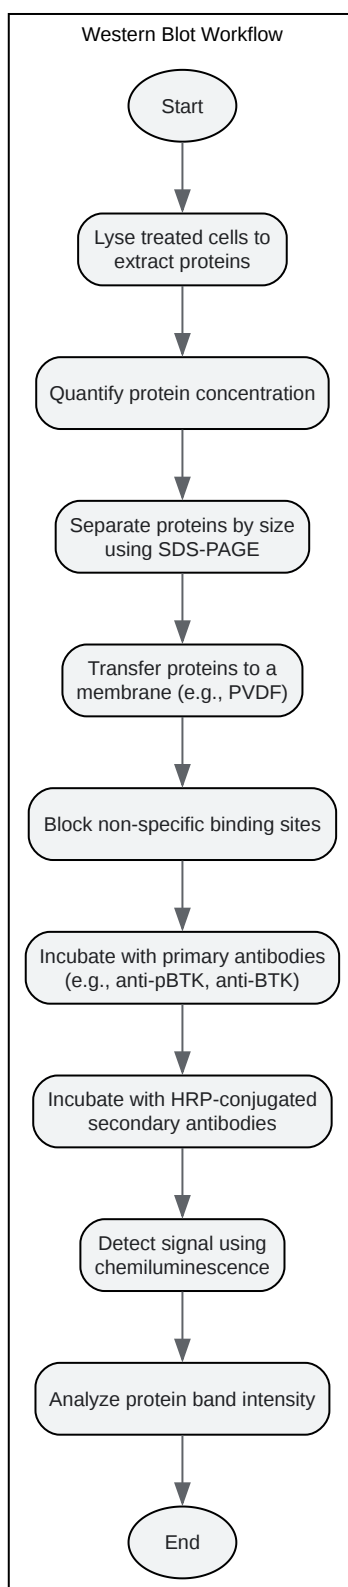 Western Blot Workflow
Start
Lyse treated cells to
extract proteins
Quantify protein concentration
Separate proteins by size
using SDS-PAGE
Transfer proteins to a
membrane (e.g., PVDF)
Block non-specific binding sites
Incubate with primary antibodies
(e.g., anti-pBTK, anti-BTK)
Incubate with HRP-conjugated
secondary antibodies
Detect signal using
chemiluminescence
Analyze protein band intensity
End